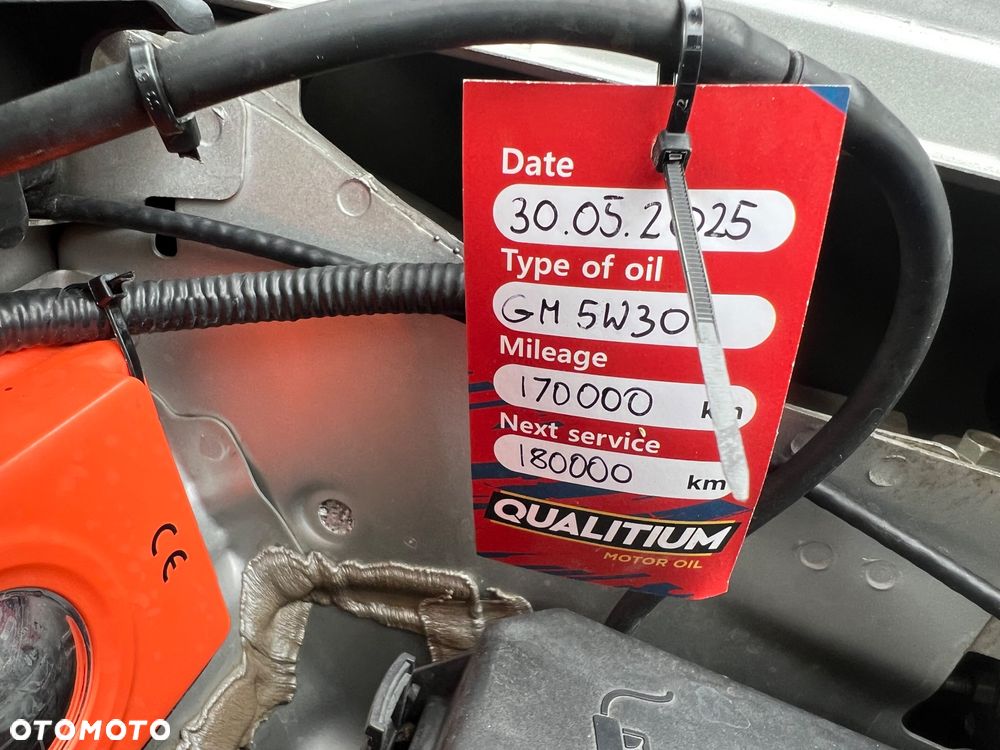 Date
30.05.2025
Type of oil
GM 5W30
Mileage
170000 km
Next service
180000 km
QUALITIUM
MOTOR OIL
CE
OTOMOTO